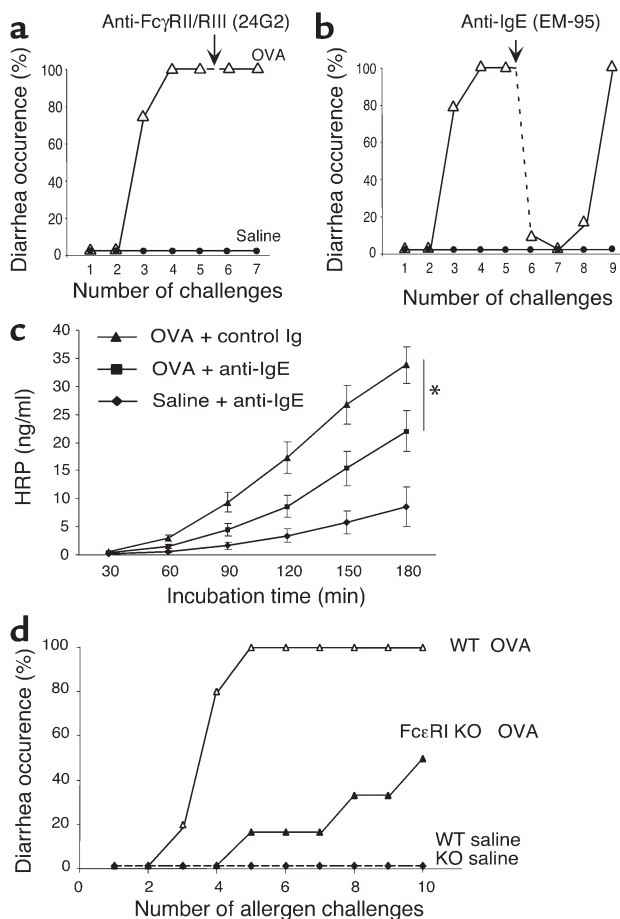 a
Anti-FcγRII/RIII (24G2)
OVA
Diarrhea occurence (%)
100
80
60
40
20
0
Saline
1 2 3 4 5 6 7
Number of challenges
b
Anti-IgE (EM-95)
Diarrhea occurence (%)
100
80
60
40
20
0
1 2 3 4 5 6 7 8 9
Number of challenges
c
OVA + control Ig
OVA + anti-IgE
Saline + anti-IgE
HRP (ng/ml)
40
35
30
25
20
15
10
5
0
*
30 60 90 120 150 180
Incubation time (min)
d
Diarrhea occurence (%)
100
80
60
40
20
0
WT OVA
FcεRI KO OVA
WT saline
KO saline
0 2 4 6 8 10
Number of allergen challenges